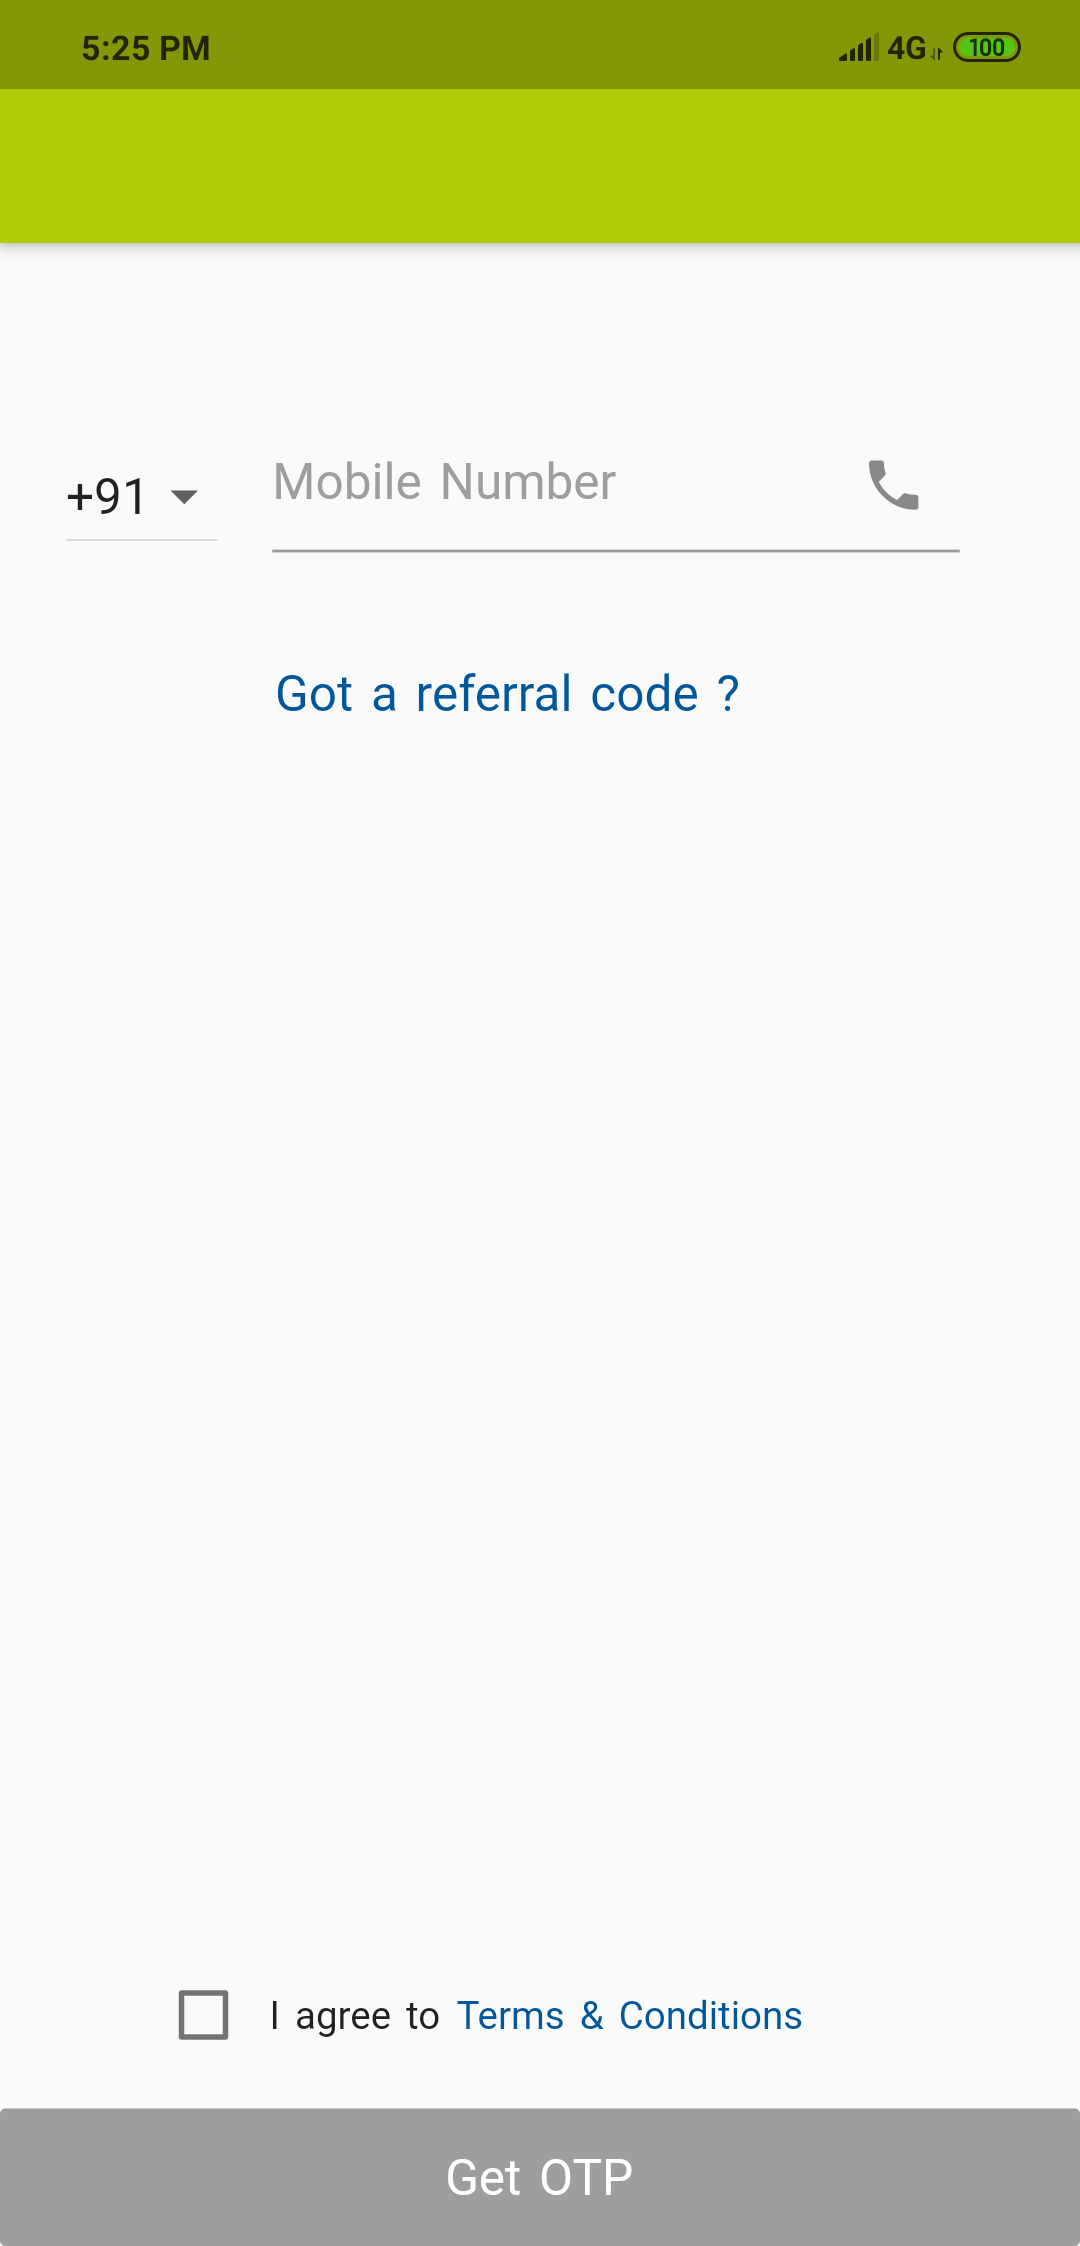 5:25 PM 4G 100
+91 Mobile Number
Got a referral code ?
I agree to Terms & Conditions
Get OTP